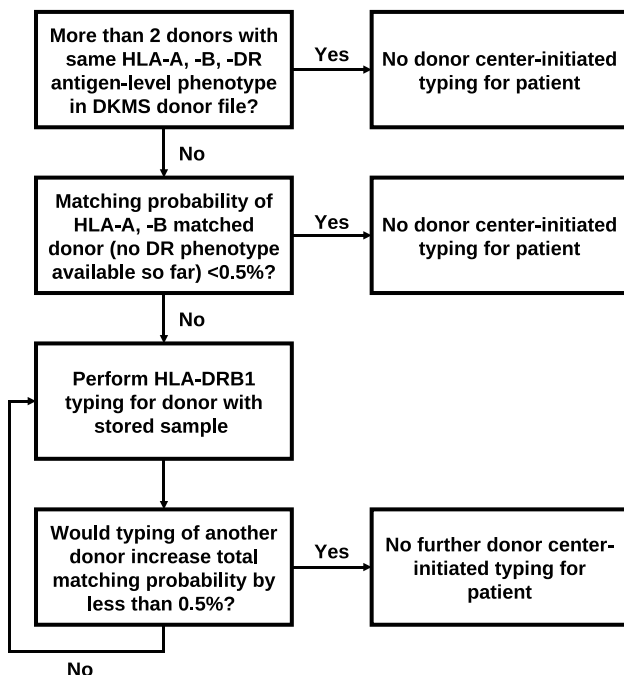 More than 2 donors with
same HLA-A, -B, -DR
antigen-level phenotype
in DKMS donor file?
Yes
No donor center-initiated
typing for patient
No
Matching probability of
HLA-A, -B matched
donor (no DR phenotype
available so far) <0.5%?
Yes
No donor center-initiated
typing for patient
No
Perform HLA-DRB1
typing for donor with
stored sample
Would typing of another
donor increase total
matching probability by
less than 0.5%?
Yes
No further donor center-
initiated typing for
patient
No